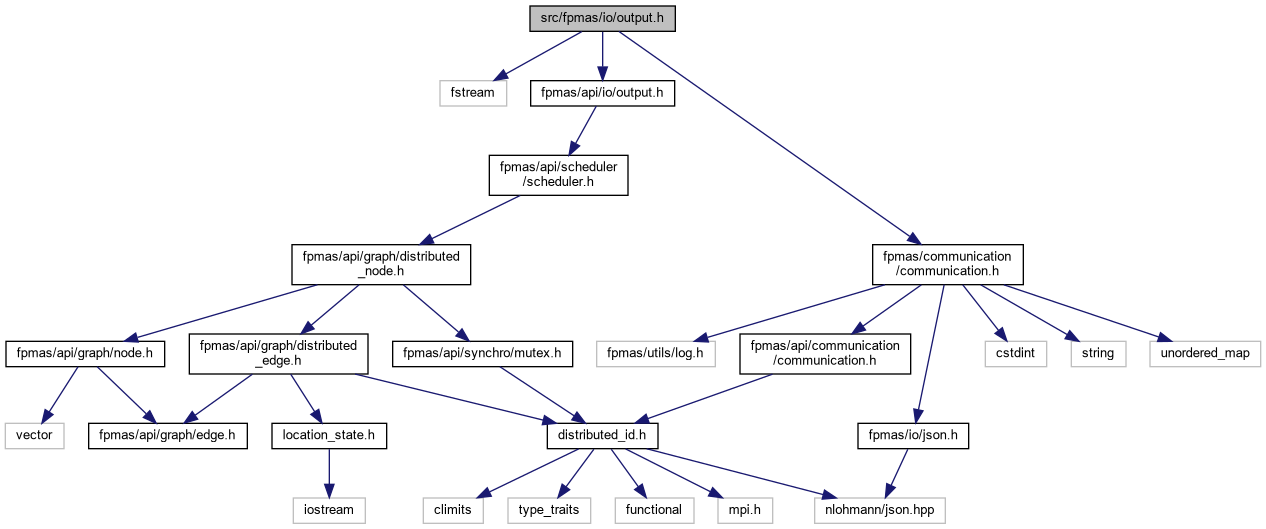 src/fpmas/io/output.h
fstream
fpmas/api/io/output.h
fpmas/api/scheduler
/scheduler.h
fpmas/api/graph/distributed
_node.h
fpmas/communication
/communication.h
fpmas/api/graph/node.h
fpmas/api/graph/distributed
_edge.h
fpmas/api/synchro/mutex.h
fpmas/utils/log.h
fpmas/api/communication
/communication.h
cstdint
string
unordered_map
vector
fpmas/api/graph/edge.h
location_state.h
distributed_id.h
fpmas/io/json.h
iostream
climits
type_traits
functional
mpi.h
nlohmann/json.hpp